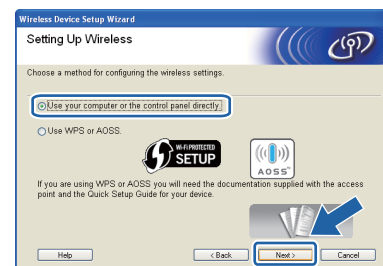 Wireless Device Setup Wizard
Setting Up Wireless
Choose a method for configuring the wireless settings.
Use your computer or the control panel directly.
Use WPS or AOSS.
Wi-Fi PROTECTED
SETUP
AOSS™
If you are using WPS or AOSS you will need the documentation supplied with the access
point and the Quick Setup Guide for your device.
Help
< Back
Next >
Cancel